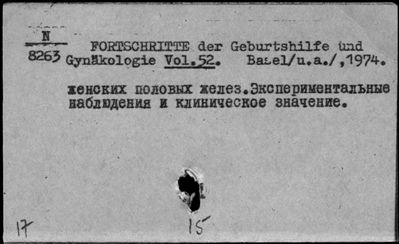 N
8263
FORTSCHRITTE der Geburtshilfe und
Gynäkologie Vol.52. Basel/u.a./,1974.
женских половых желез.Экспериментальные
наблюдения и клиническое значение.
17
15